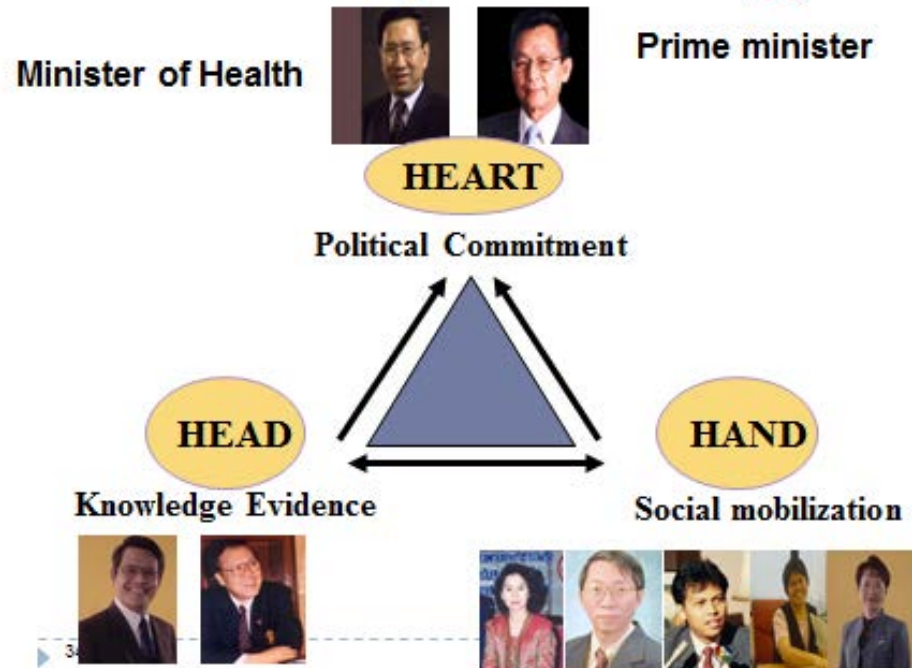 Minister of Health
Prime minister
HEART
Political Commitment
HEAD
HAND
Knowledge Evidence
Social mobilization